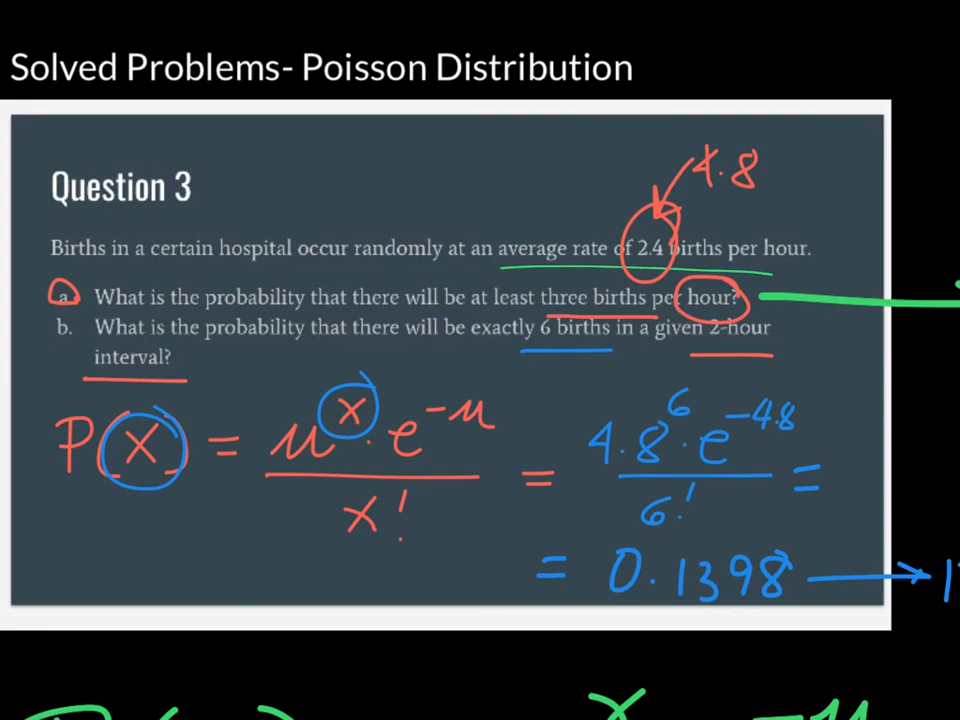 Solved Problems- Poisson Distribution
4.8
Question 3
Births in a certain hospital occur randomly at an average rate of 2.4 births per hour.
a. What is the probability that there will be at least three births per hour?
b. What is the probability that there will be exactly 6 births in a given 2-hour
interval?
P(X) = μ^x · e^-μ / x! = 4.8^6 · e^-4.8 / 6! =
= 0.1398 → 1